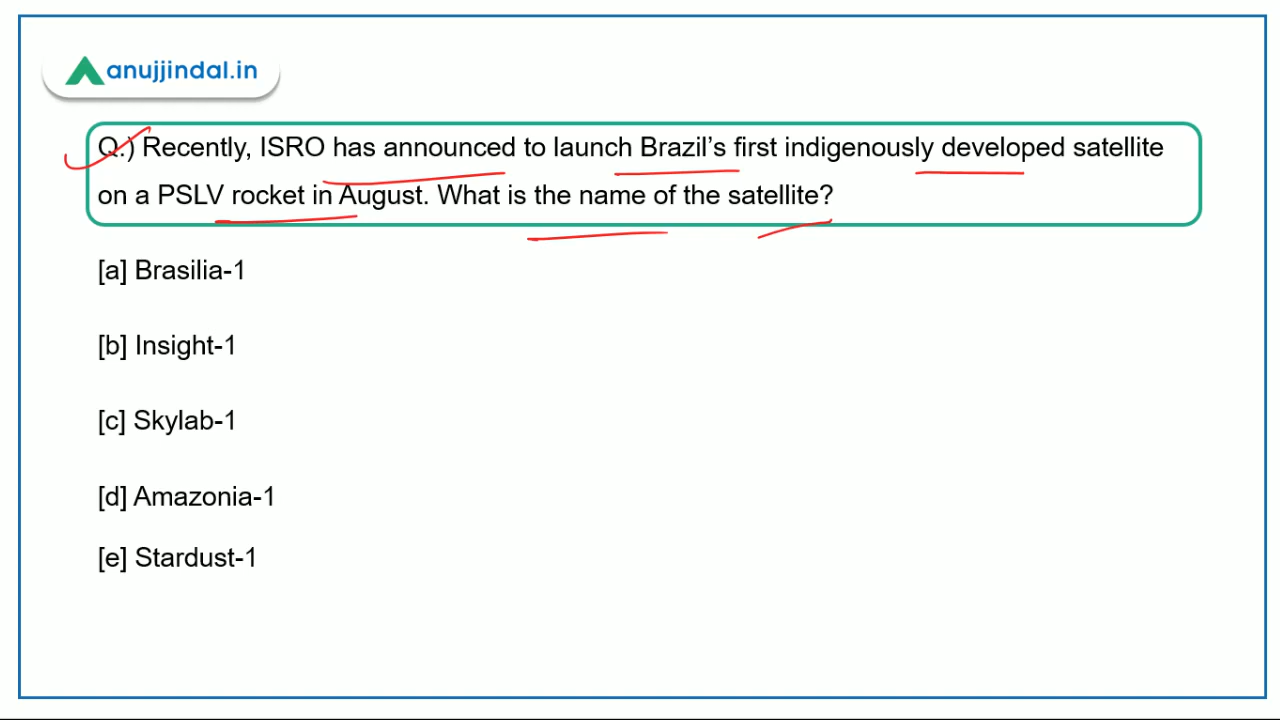 anujjindal.in
Q.) Recently, ISRO has announced to launch Brazil’s first indigenously developed satellite
on a PSLV rocket in August. What is the name of the satellite?
[a] Brasilia-1
[b] Insight-1
[c] Skylab-1
[d] Amazonia-1
[e] Stardust-1